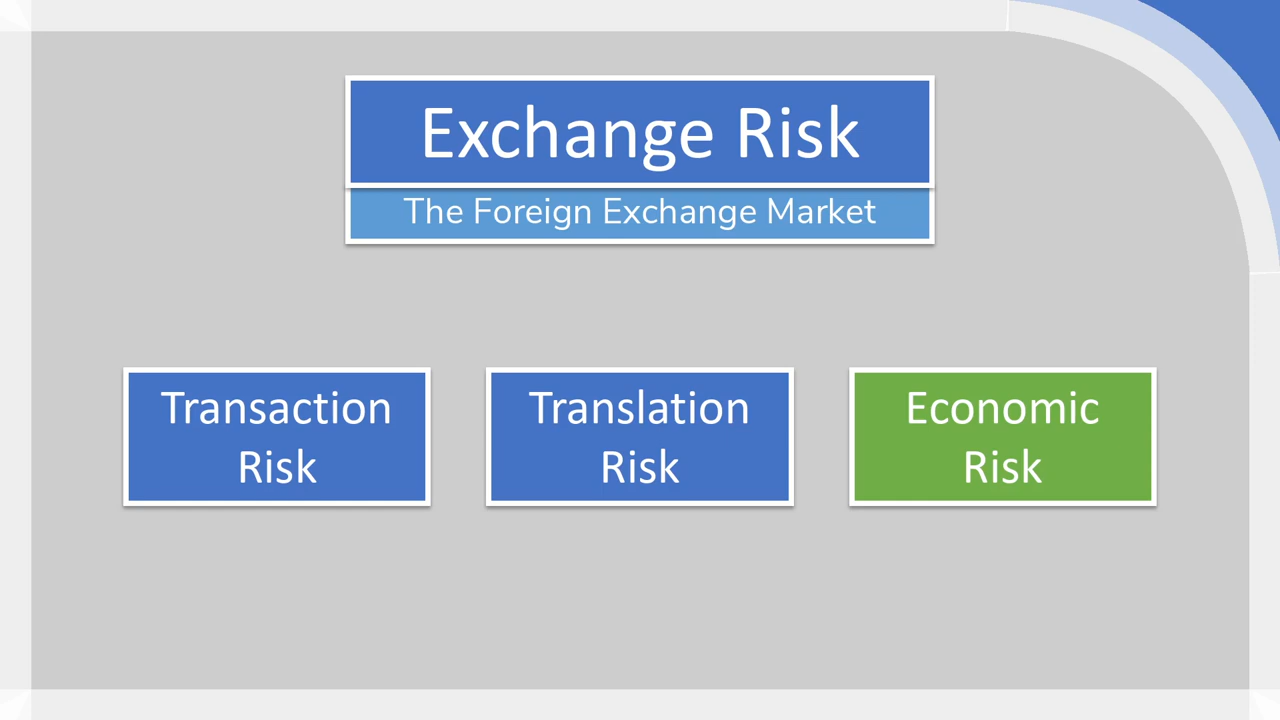 Exchange Risk
The Foreign Exchange Market
Transaction
Risk
Translation
Risk
Economic
Risk